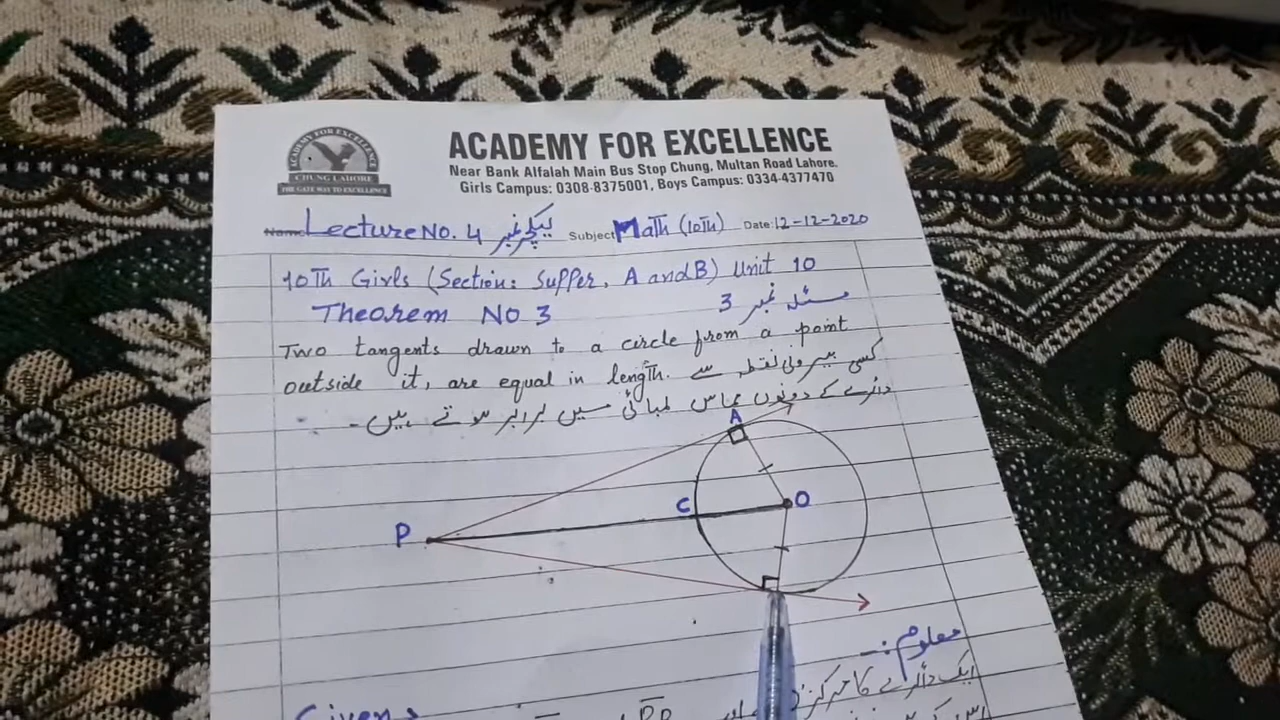 ACADEMY FOR EXCELLENCE
CHUNG LAHORE
THE GATE WAY TO EXCELLENCE
ACADEMY FOR EXCELLENCE
Near Bank Alfalah Main Bus Stop Chung, Multan Road Lahore.
Girls Campus: 0308-8375001, Boys Campus: 0334-4377470
Name Lecture No. 4 لیکچر نمبر Subject Math (10Th) Date: 12-12-2020
10Th Girls (Section: Suffer, A and B) Unit 10
Theorem No 3 مسئلہ نمبر 3
Two tangents drawn to a circle from a point
outside it, are equal in length. کسی بیرونی نقطہ سے
دائرے کے دونوں مماس لمبائی میں برابر ہوتے ہیں۔
A
C
O
P
معلوم:-
ایک دائرے کا مرکز
Given